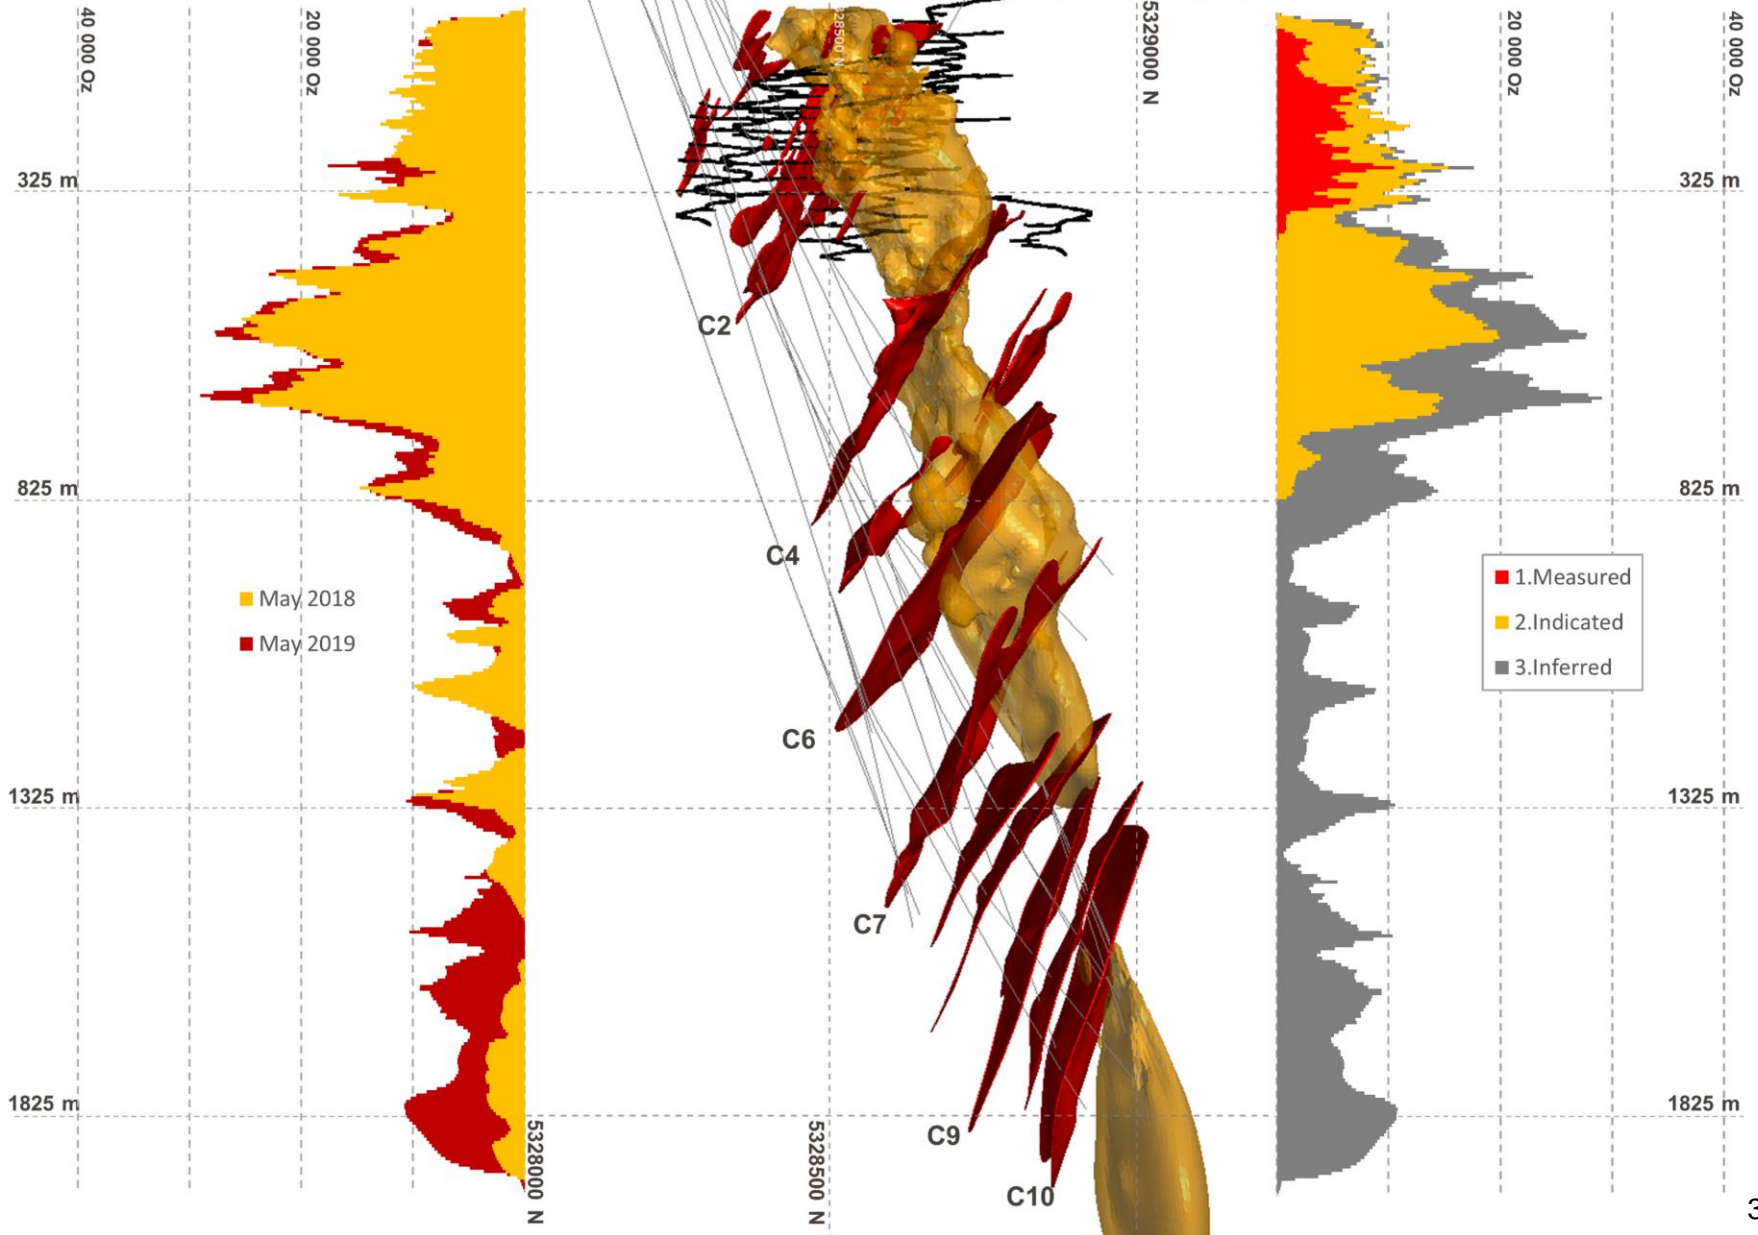 40 000 Oz
20 000 Oz
5328500 N
5329000 N
20 000 Oz
40 000 Oz
325 m
325 m
C2
825 m
825 m
C4
May 2018
May 2019
1.Measured
2.Indicated
3.Inferred
C6
1325 m
1325 m
C7
1825 m
1825 m
C9
C10
5328000 N
5328500 N
3